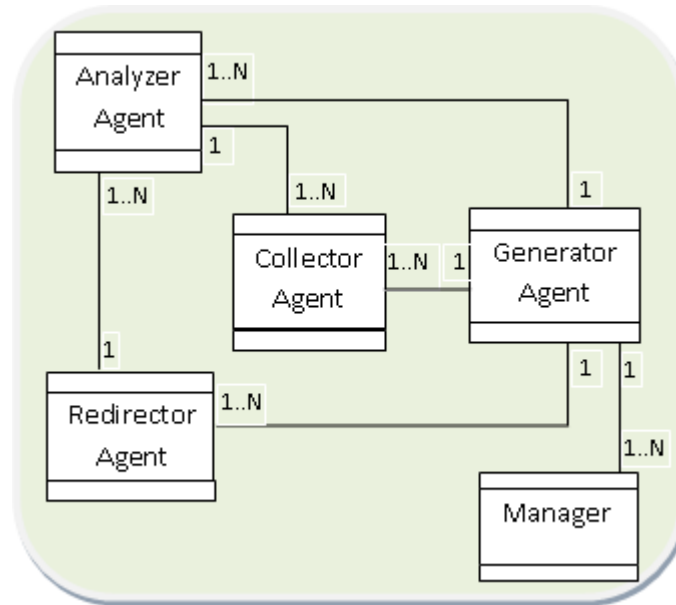 Analyzer
Agent
1..N
1
1..N
1..N
1
Collector
Agent
1..N
1
Generator
Agent
1
Redirector
Agent
1..N
1
1
1..N
Manager